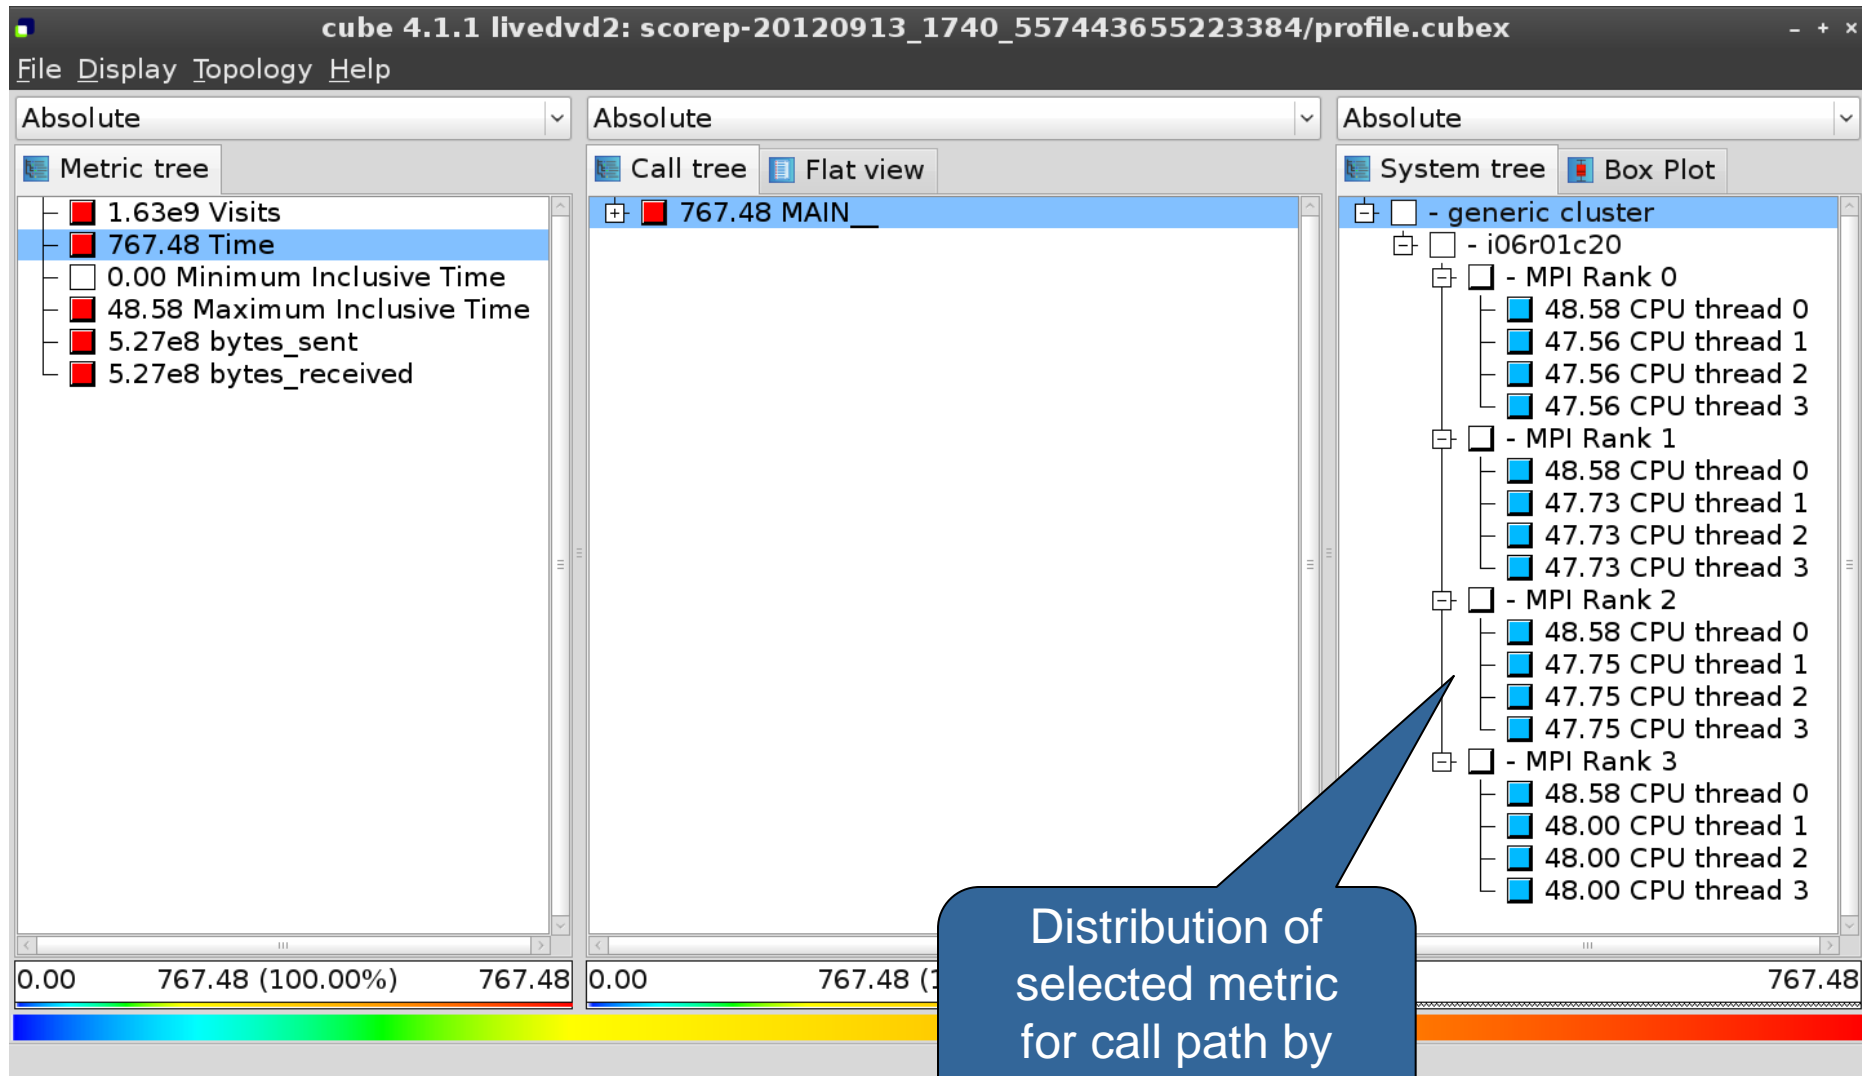 cube 4.1.1 livedvd2: scorep-20120913_1740_557443655223384/profile.cubex
File Display Topology Help
Absolute
Absolute
Absolute
Metric tree
Call tree
Flat view
System tree
Box Plot
1.63e9 Visits
767.48 Time
0.00 Minimum Inclusive Time
48.58 Maximum Inclusive Time
5.27e8 bytes_sent
5.27e8 bytes_received
767.48 MAIN__
- generic cluster
- i06r01c20
- MPI Rank 0
48.58 CPU thread 0
47.56 CPU thread 1
47.56 CPU thread 2
47.56 CPU thread 3
- MPI Rank 1
48.58 CPU thread 0
47.73 CPU thread 1
47.73 CPU thread 2
47.73 CPU thread 3
- MPI Rank 2
48.58 CPU thread 0
47.75 CPU thread 1
47.75 CPU thread 2
47.75 CPU thread 3
- MPI Rank 3
48.58 CPU thread 0
48.00 CPU thread 1
48.00 CPU thread 2
48.00 CPU thread 3
0.00 767.48 (100.00%) 767.48
0.00 767.48 (1
767.48
Distribution of
selected metric
for call path by